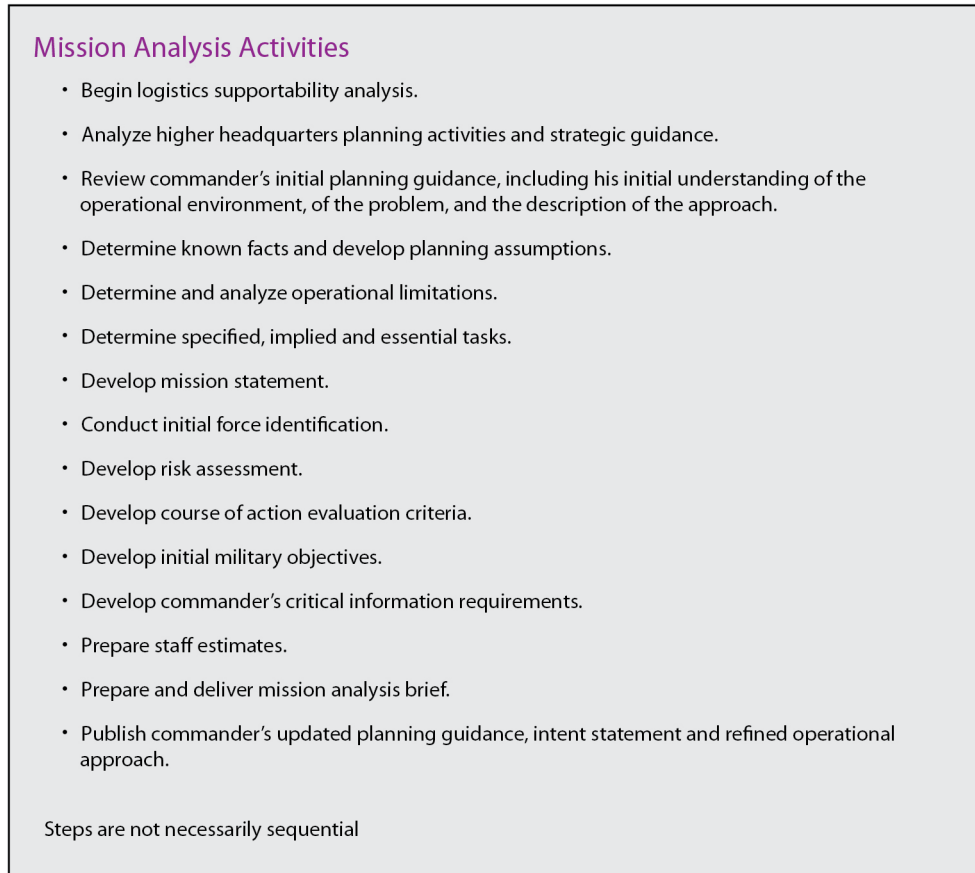 Mission Analysis Activities
• Begin logistics supportability analysis.
• Analyze higher headquarters planning activities and strategic guidance.
• Review commander’s initial planning guidance, including his initial understanding of the
operational environment, of the problem, and the description of the approach.
• Determine known facts and develop planning assumptions.
• Determine and analyze operational limitations.
• Determine specified, implied and essential tasks.
• Develop mission statement.
• Conduct initial force identification.
• Develop risk assessment.
• Develop course of action evaluation criteria.
• Develop initial military objectives.
• Develop commander’s critical information requirements.
• Prepare staff estimates.
• Prepare and deliver mission analysis brief.
• Publish commander’s updated planning guidance, intent statement and refined operational
approach.
Steps are not necessarily sequential